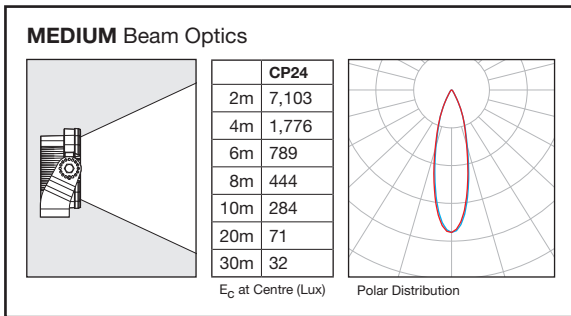 MEDIUM Beam Optics
CP24
2m 7,103
4m 1,776
6m 789
8m 444
10m 284
20m 71
30m 32
EC at Centre (Lux)
Polar Distribution